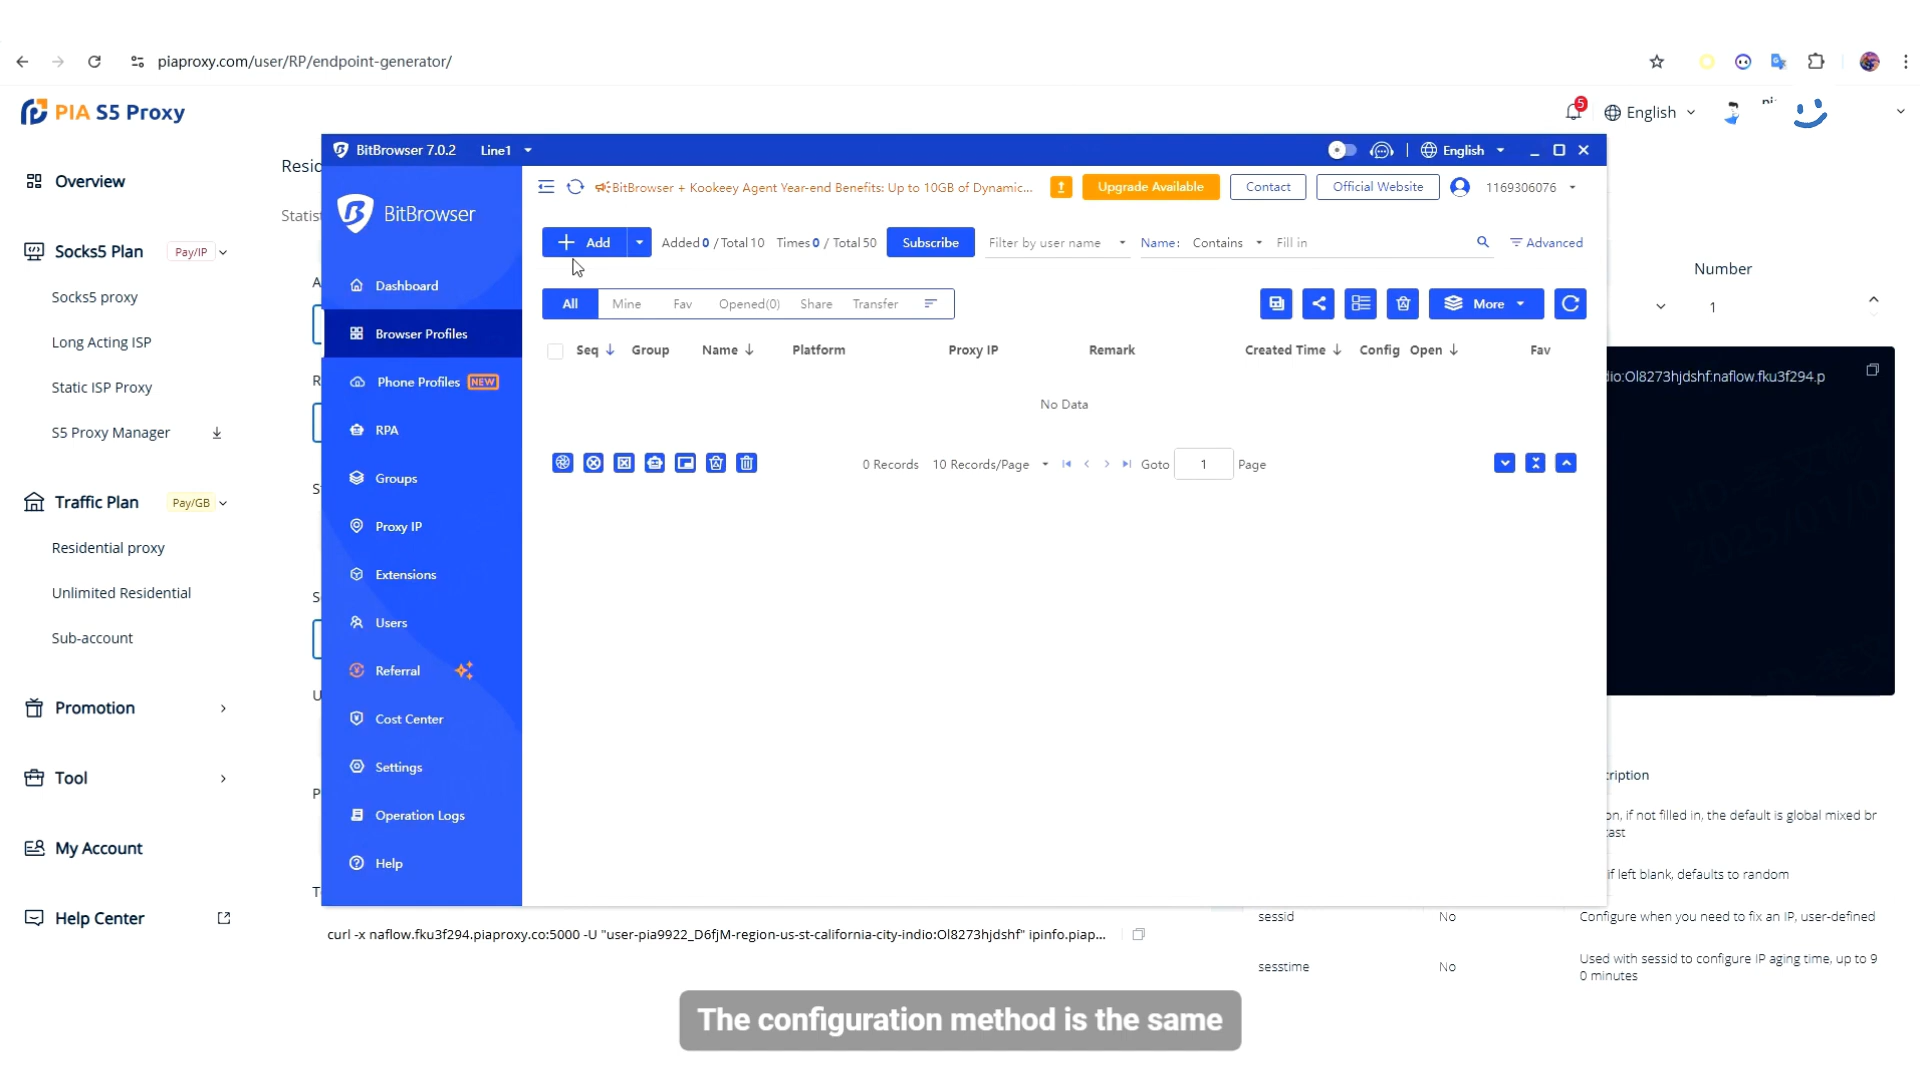 piaproxy.com/user/RP/endpoint-generator/
PIA S5 Proxy
5
English
Overview
Socks5 Plan Pay/IP
Socks5 proxy
Long Acting ISP
Static ISP Proxy
S5 Proxy Manager
Traffic Plan Pay/GB
Residential proxy
Unlimited Residential
Sub-account
Promotion
Tool
My Account
Help Center
Resid
Statist
BitBrowser 7.0.2 Line1
English
BitBrowser
Dashboard
Browser Profiles
Phone Profiles NEW
RPA
Groups
Proxy IP
Extensions
Users
Referral
Cost Center
Settings
Operation Logs
Help
BitBrowser + Kookeey Agent Year-end Benefits: Up to 10GB of Dynamic...
Upgrade Available
Contact
Official Website
1169306076
Add
Added 0 / Total 10 Times 0 / Total 50
Subscribe
Filter by user name
Name: Contains Fill in
Advanced
All Mine Fav Opened(0) Share Transfer
More
Seq Group Name Platform Proxy IP Remark Created Time Config Open Fav
No Data
0 Records 10 Records/Page Goto 1 Page
Number
1
dio:Ol8273hjdshf:naflow.fku3f294.p
cription
on, if not filled in, the default is global mixed br
cast
if left blank, defaults to random
sessid No Configure when you need to fix an IP, user-defined
sesstime No Used with sessid to configure IP aging time, up to 9
0 minutes
curl -x naflow.fku3f294.piaproxy.co:5000 -U "user-pia9922_D6fjM-region-us-st-california-city-indio:Ol8273hjdshf" ipinfo.piap...
The configuration method is the same